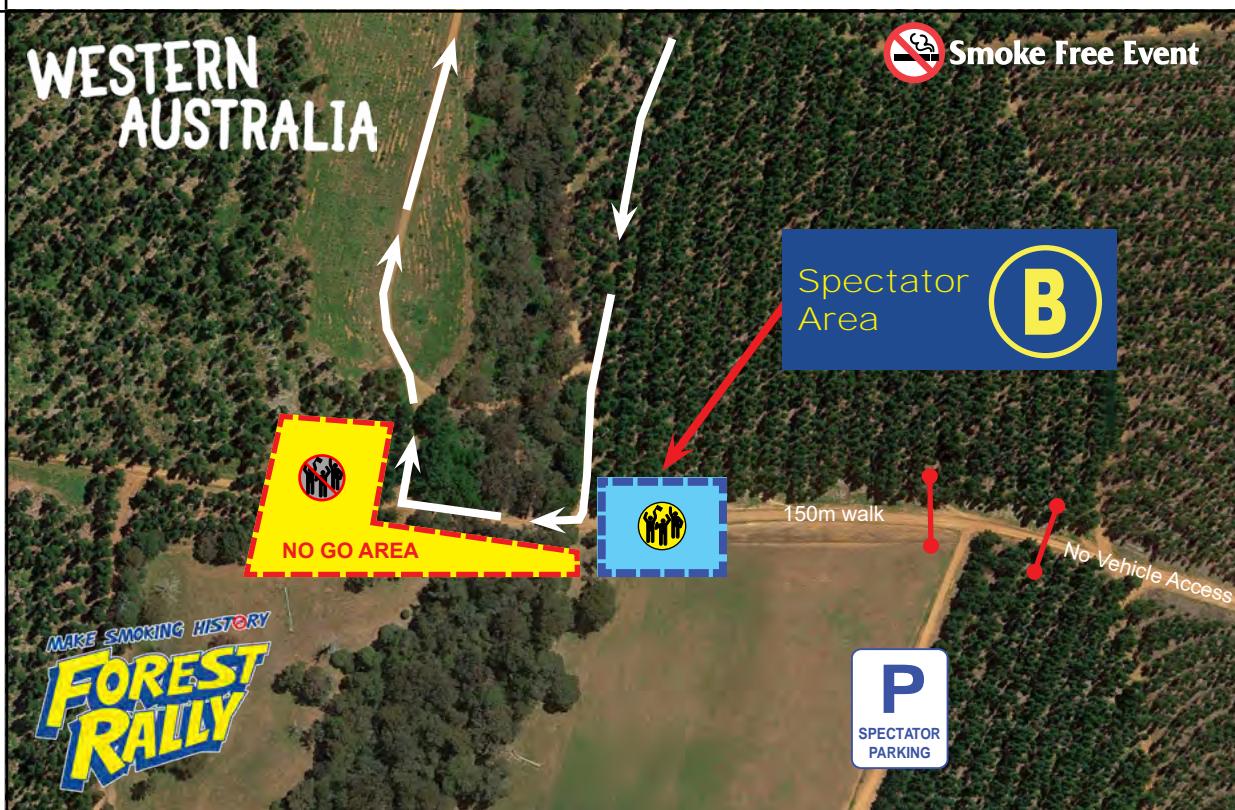 WESTERN
AUSTRALIA
Smoke Free Event
Spectator
Area
B
150m walk
No Vehicle Access
NO GO AREA
MAKE SMOKING HISTORY
FOREST
RALLY
P
SPECTATOR
PARKING